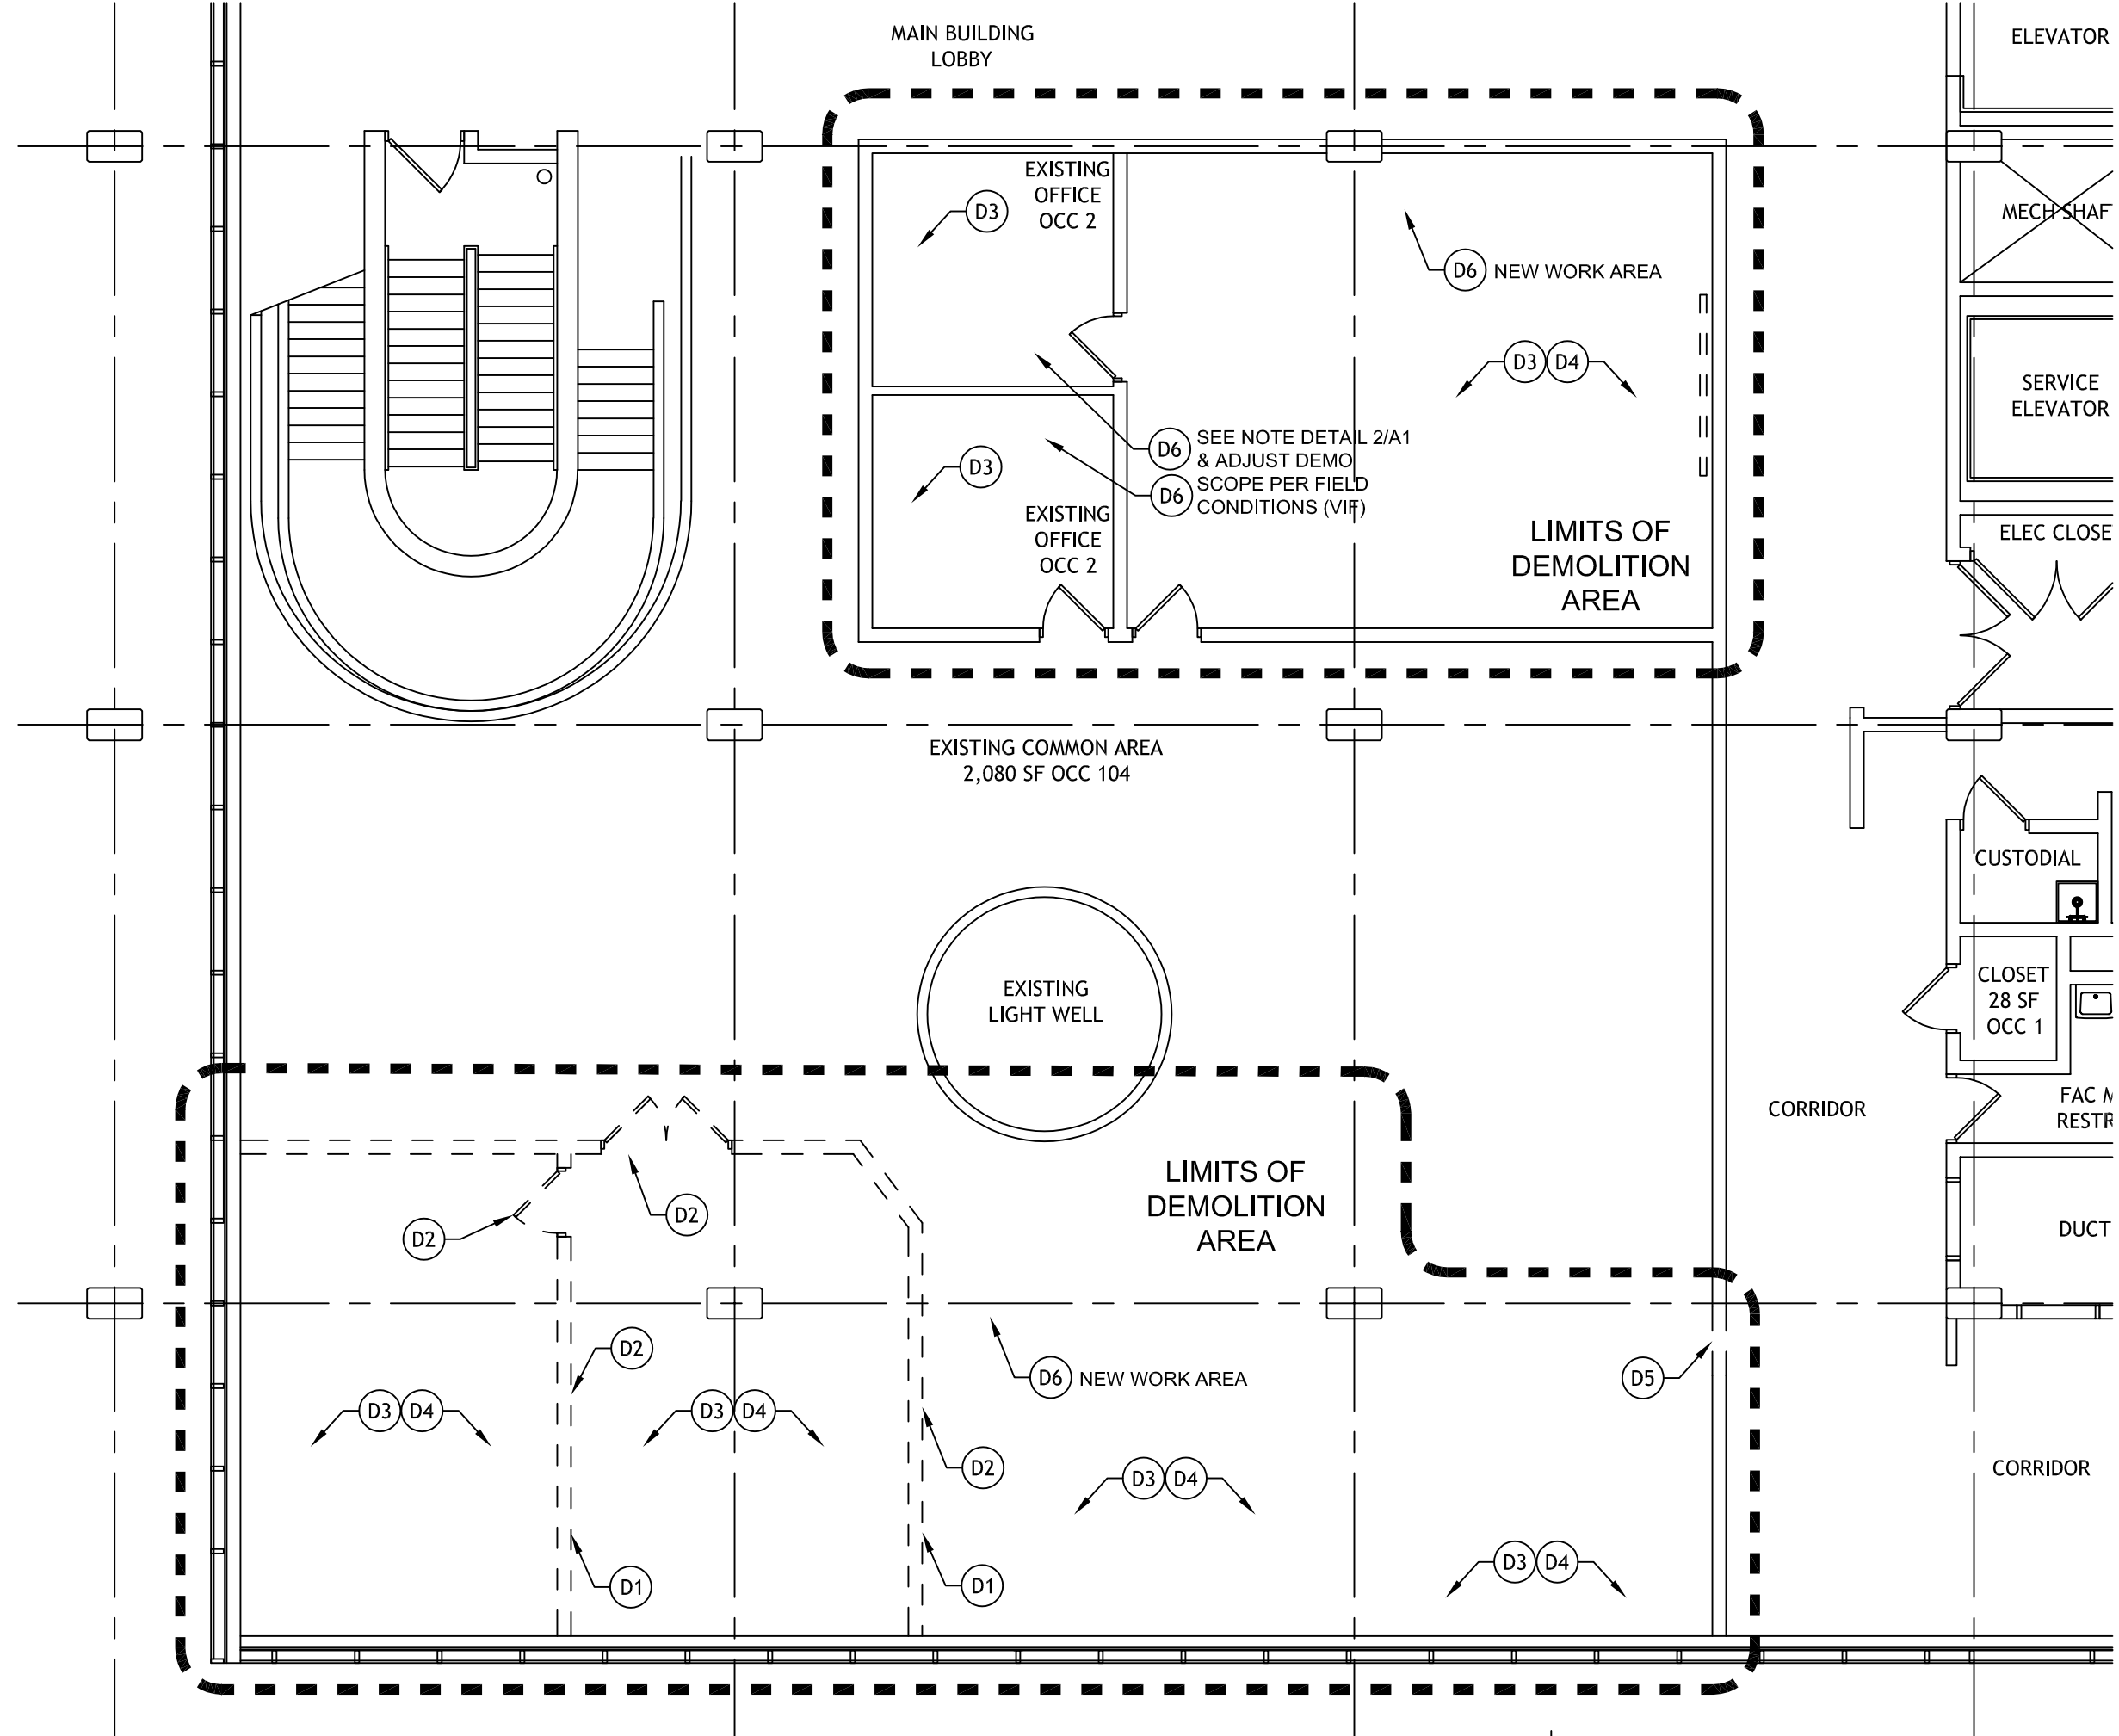 MAIN BUILDING
LOBBY
ELEVATOR
EXISTING
OFFICE
OCC 2
D3
MECH SHAF
D6 NEW WORK AREA
D3 D4
SERVICE
ELEVATOR
D6 SEE NOTE DETAIL 2/A1
& ADJUST DEMO
D6 SCOPE PER FIELD
CONDITIONS (VIF)
D3
EXISTING
OFFICE
OCC 2
LIMITS OF
DEMOLITION
AREA
ELEC CLOSE
EXISTING COMMON AREA
2,080 SF OCC 104
CUSTODIAL
EXISTING
LIGHT WELL
CLOSET
28 SF
OCC 1
CORRIDOR
FAC M
RESTR
LIMITS OF
DEMOLITION
AREA
D2
D2
DUCT
D2
D6 NEW WORK AREA
D5
D3 D4
D3 D4
D2
D3 D4
CORRIDOR
D3 D4
D1
D1